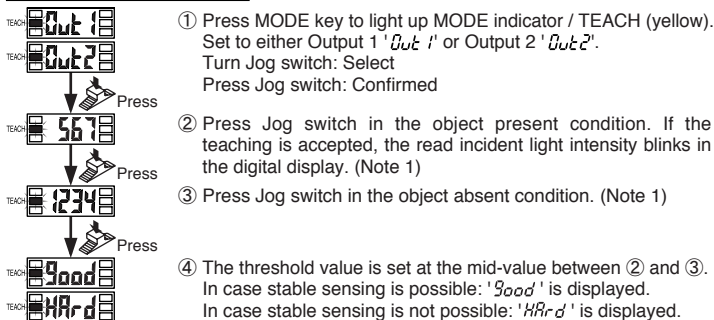 TEACH Out1
TEACH Out2
① Press MODE key to light up MODE indicator / TEACH (yellow).
Set to either Output 1 'Out 1' or Output 2 'Out2'.
Turn Jog switch: Select
Press Jog switch: Confirmed
Press
TEACH 567
② Press Jog switch in the object present condition. If the
teaching is accepted, the read incident light intensity blinks in
the digital display. (Note 1)
Press
TEACH 1234
③ Press Jog switch in the object absent condition. (Note 1)
Press
TEACH good
TEACH HArd
④ The threshold value is set at the mid-value between ② and ③.
In case stable sensing is possible: 'good' is displayed.
In case stable sensing is not possible: 'HArd' is displayed.